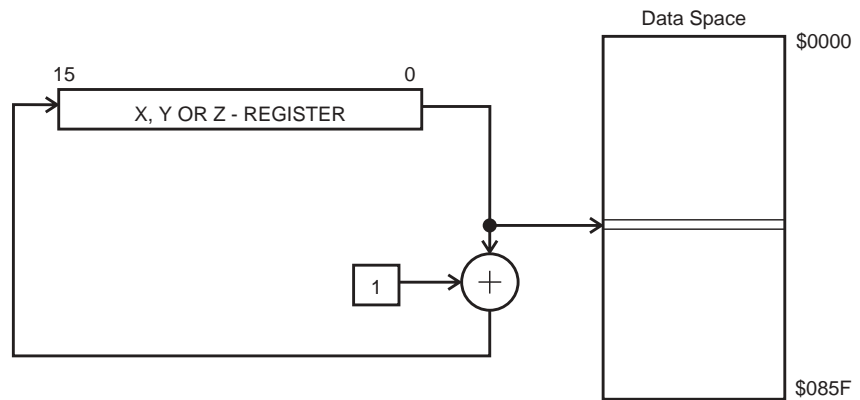 Data Space
$0000
15 0
X, Y OR Z - REGISTER
1
+
$085F